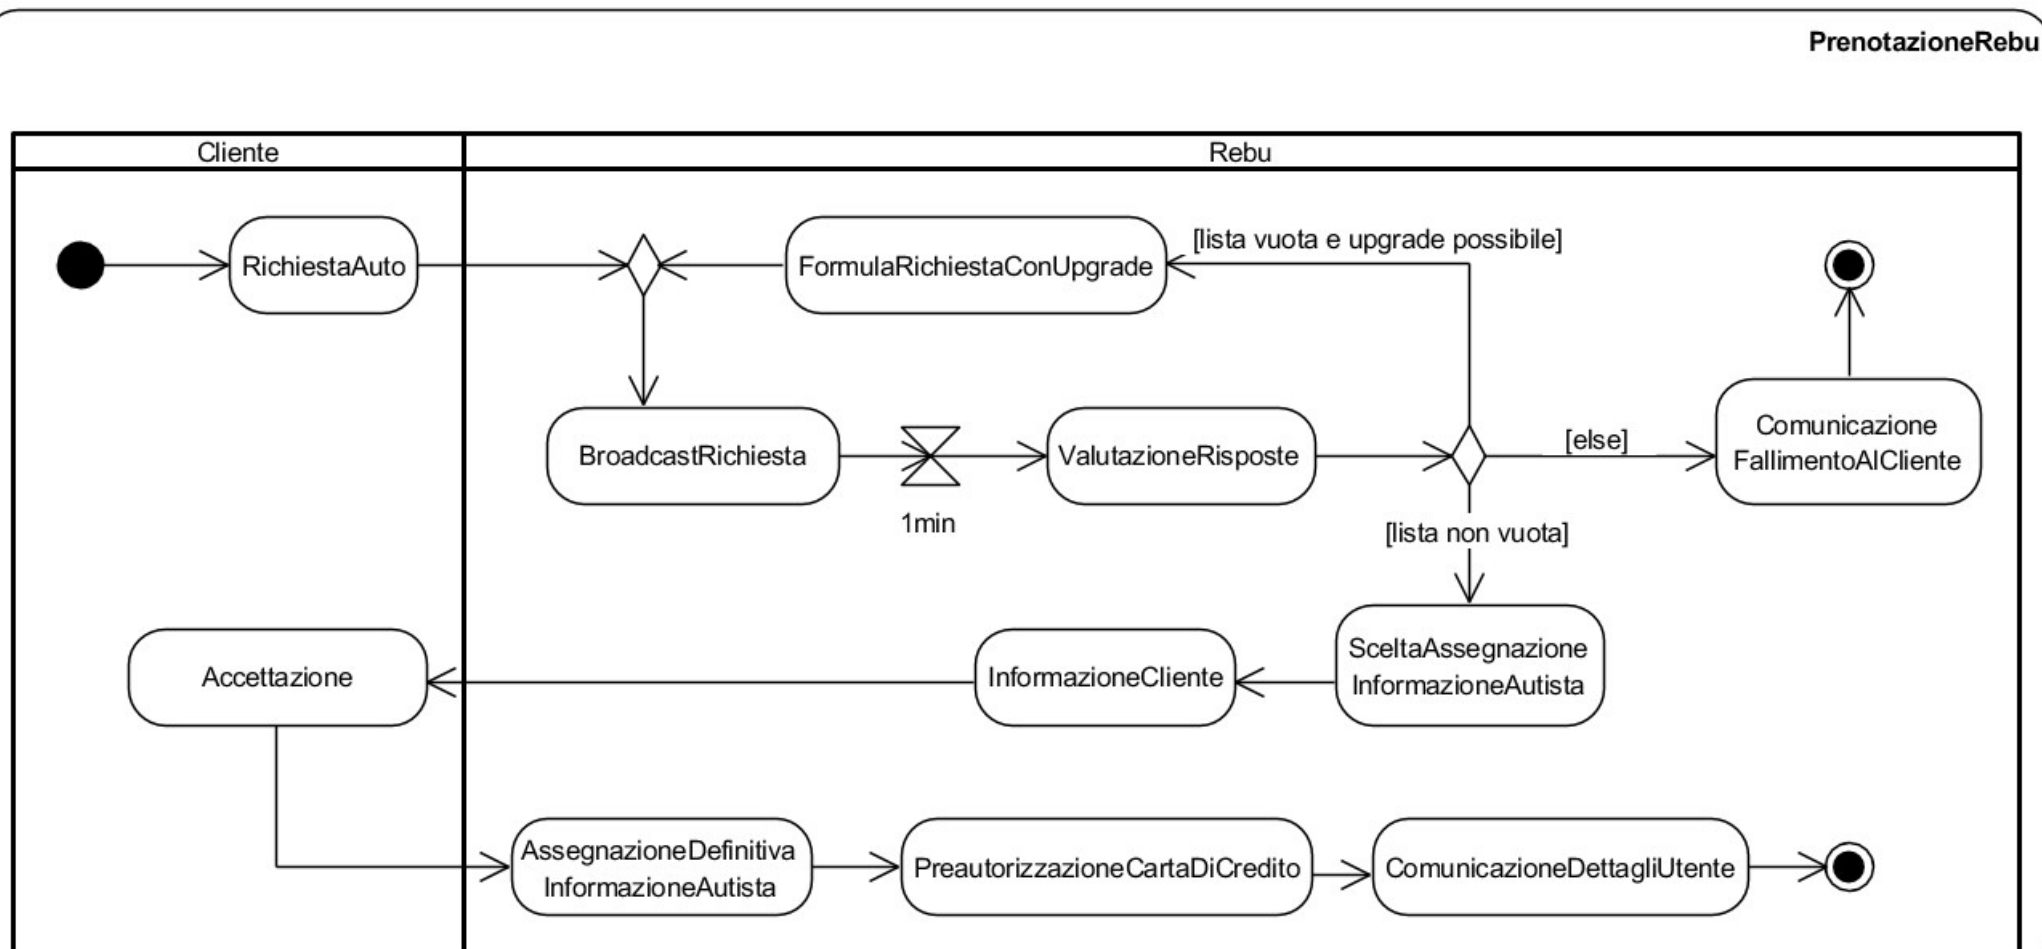 PrenotazioneRebu
Cliente
Rebu
RichiestaAuto
FormulaRichiestaConUpgrade
[lista vuota e upgrade possibile]
BroadcastRichiesta
1min
ValutazioneRisposte
[else]
Comunicazione
FallimentoAlCliente
[lista non vuota]
Accettazione
InformazioneCliente
SceltaAssegnazione
InformazioneAutista
AssegnazioneDefinitiva
InformazioneAutista
PreautorizzazioneCartaDiCredito
ComunicazioneDettagliUtente